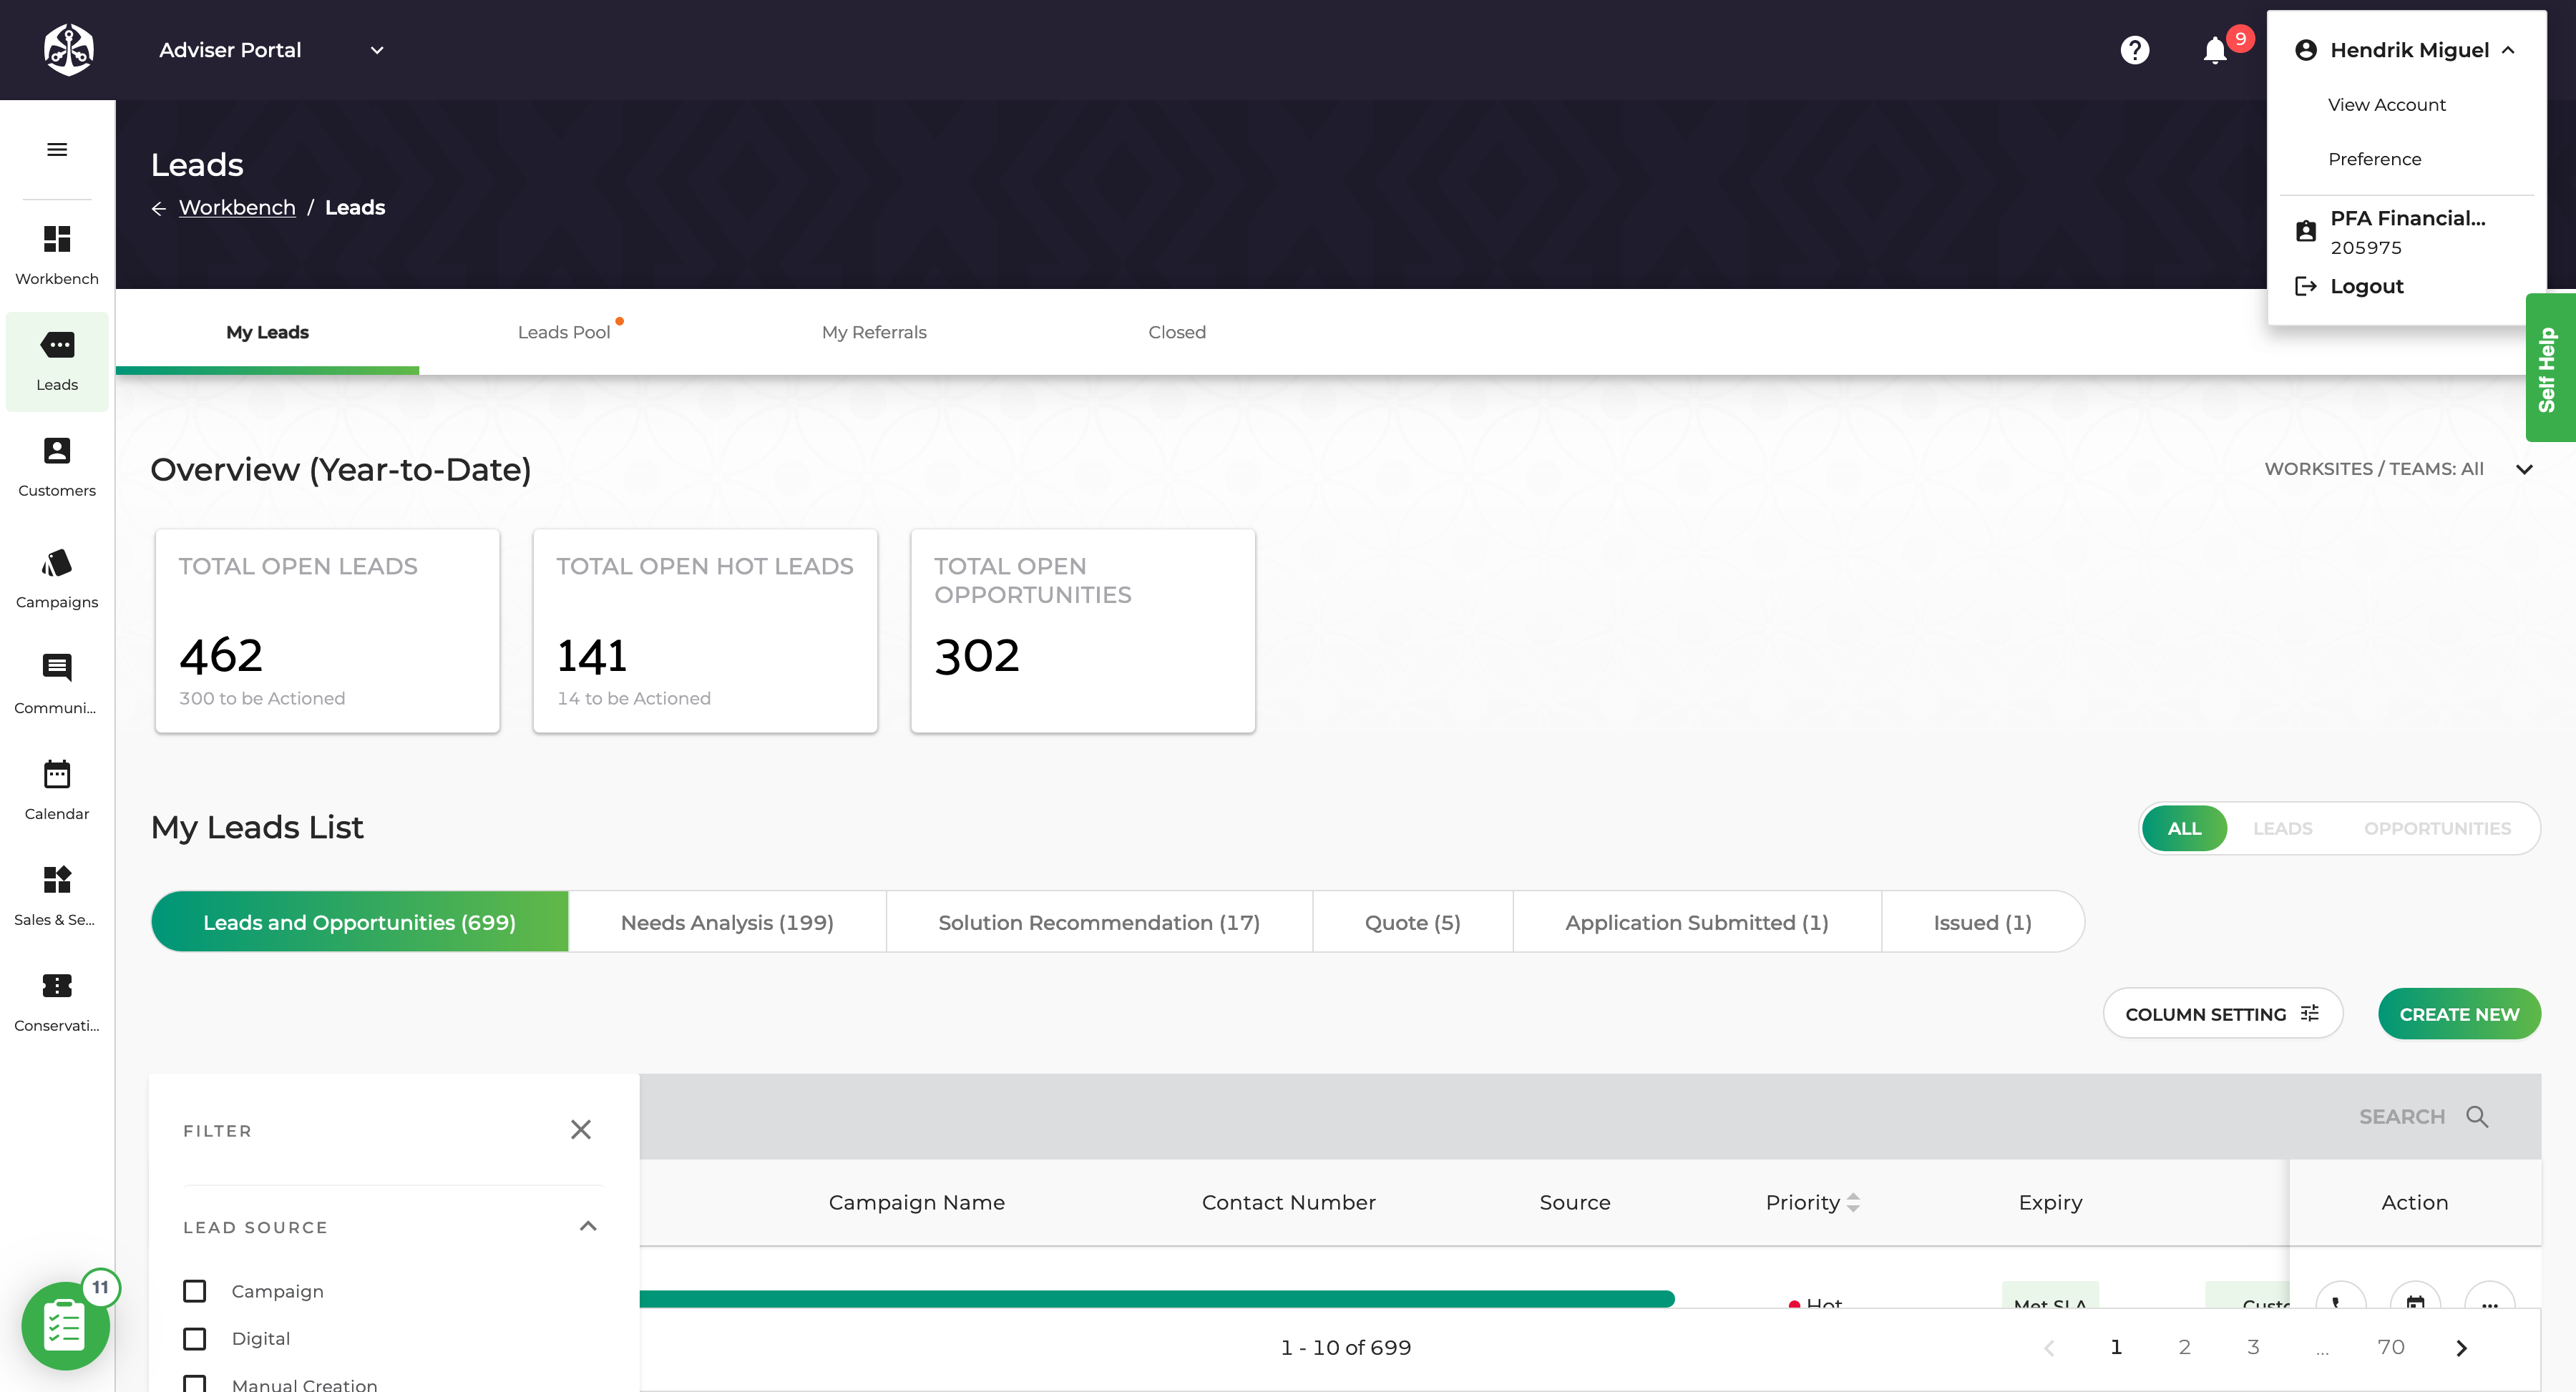 Adviser Portal
9
Hendrik Miguel
View Account
Preference
PFA Financial...
205975
Logout
Self Help
Leads
Workbench / Leads
Workbench
Leads
Customers
Campaigns
Communi...
Calendar
Sales & Se...
Conservati...
11
My Leads
Leads Pool
My Referrals
Closed
Overview (Year-to-Date)
WORKSITES / TEAMS: All
TOTAL OPEN LEADS
462
300 to be Actioned
TOTAL OPEN HOT LEADS
141
14 to be Actioned
TOTAL OPEN
OPPORTUNITIES
302
My Leads List
ALL LEADS OPPORTUNITIES
Leads and Opportunities (699)
Needs Analysis (199)
Solution Recommendation (17)
Quote (5)
Application Submitted (1)
Issued (1)
COLUMN SETTING
CREATE NEW
FILTER
SEARCH
LEAD SOURCE
Campaign
Digital
Manual Creation
Campaign Name
Contact Number
Source
Priority
Expiry
Action
Hot
Met SLA
Custo
1 - 10 of 699
1 2 3 ... 70